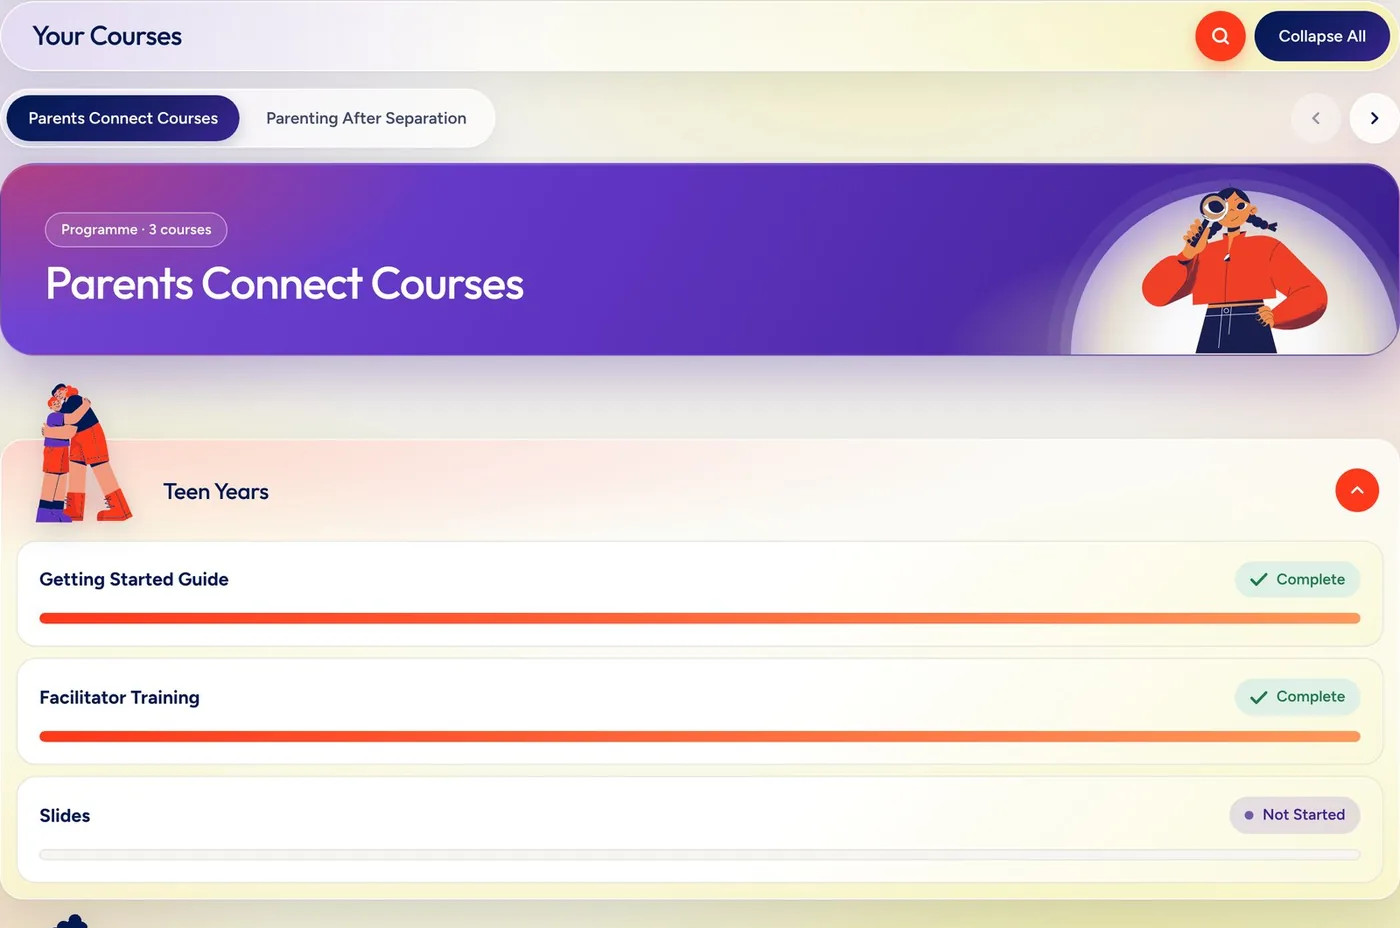 Your Courses
Collapse All
Parents Connect Courses
Parenting After Separation
Programme · 3 courses
Parents Connect Courses
Teen Years
Getting Started Guide
Complete
Facilitator Training
Complete
Slides
Not Started